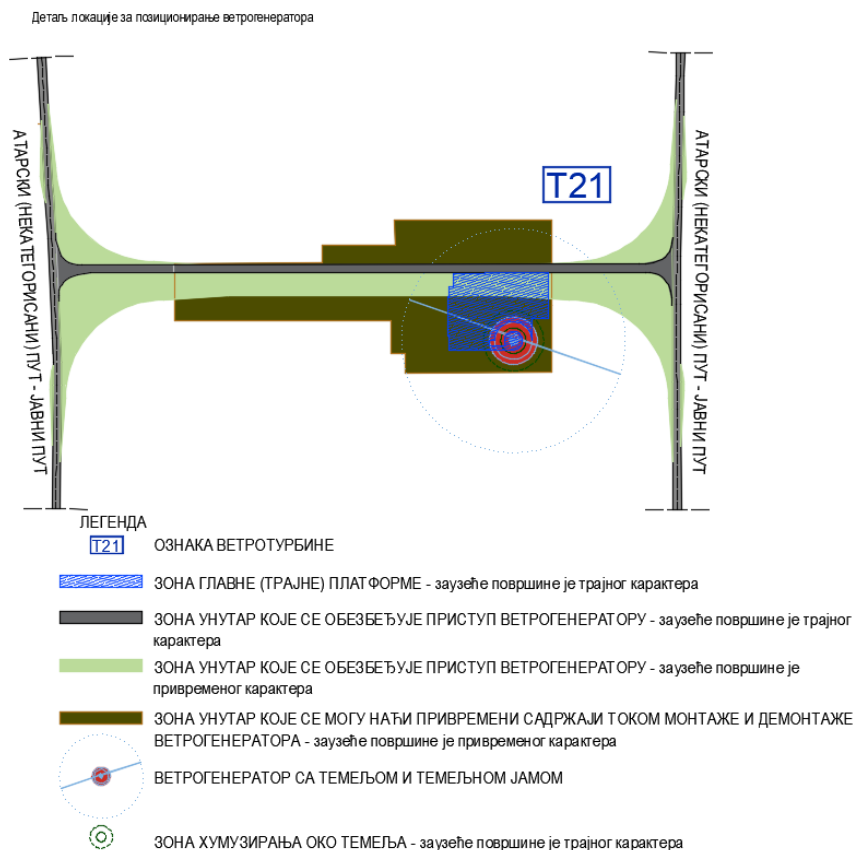 Детаљ локације за позиционирање ветрогенератора
Т21
АТАРСКИ (НЕКАТЕГОРИСАНИ) ПУТ - ЈАВНИ ПУТ
АТАРСКИ (НЕКАТЕГОРИСАНИ) ПУТ - ЈАВНИ ПУТ
ЛЕГЕНДА
Т21 ОЗНАКА ВЕТРОТУРБИНЕ
ЗОНА ГЛАВНЕ (ТРАЈНЕ) ПЛАТФОРМЕ - заузеће површине је трајног карактера
ЗОНА УНУТАР КОЈЕ СЕ ОБЕЗБЕЂУЈЕ ПРИСТУП ВЕТРОГЕНЕРАТОРУ - заузеће површине је трајног
карактера
ЗОНА УНУТАР КОЈЕ СЕ ОБЕЗБЕЂУЈЕ ПРИСТУП ВЕТРОГЕНЕРАТОРУ - заузеће површине је
привременог карактера
ЗОНА УНУТАР КОЈЕ СЕ МОГУ НАЋИ ПРИВРЕМЕНИ САДРЖАЈИ ТОКОМ МОНТАЖЕ И ДЕМОНТАЖЕ
ВЕТРОГЕНЕРАТОРА - заузеће површине је привременог карактера
ВЕТРОГЕНЕРАТОР СА ТЕМЕЉОМ И ТЕМЕЉНОМ ЈАМОМ
ЗОНА ХУМУЗИРАЊА ОКО ТЕМЕЉА - заузеће површине је трајног карактера